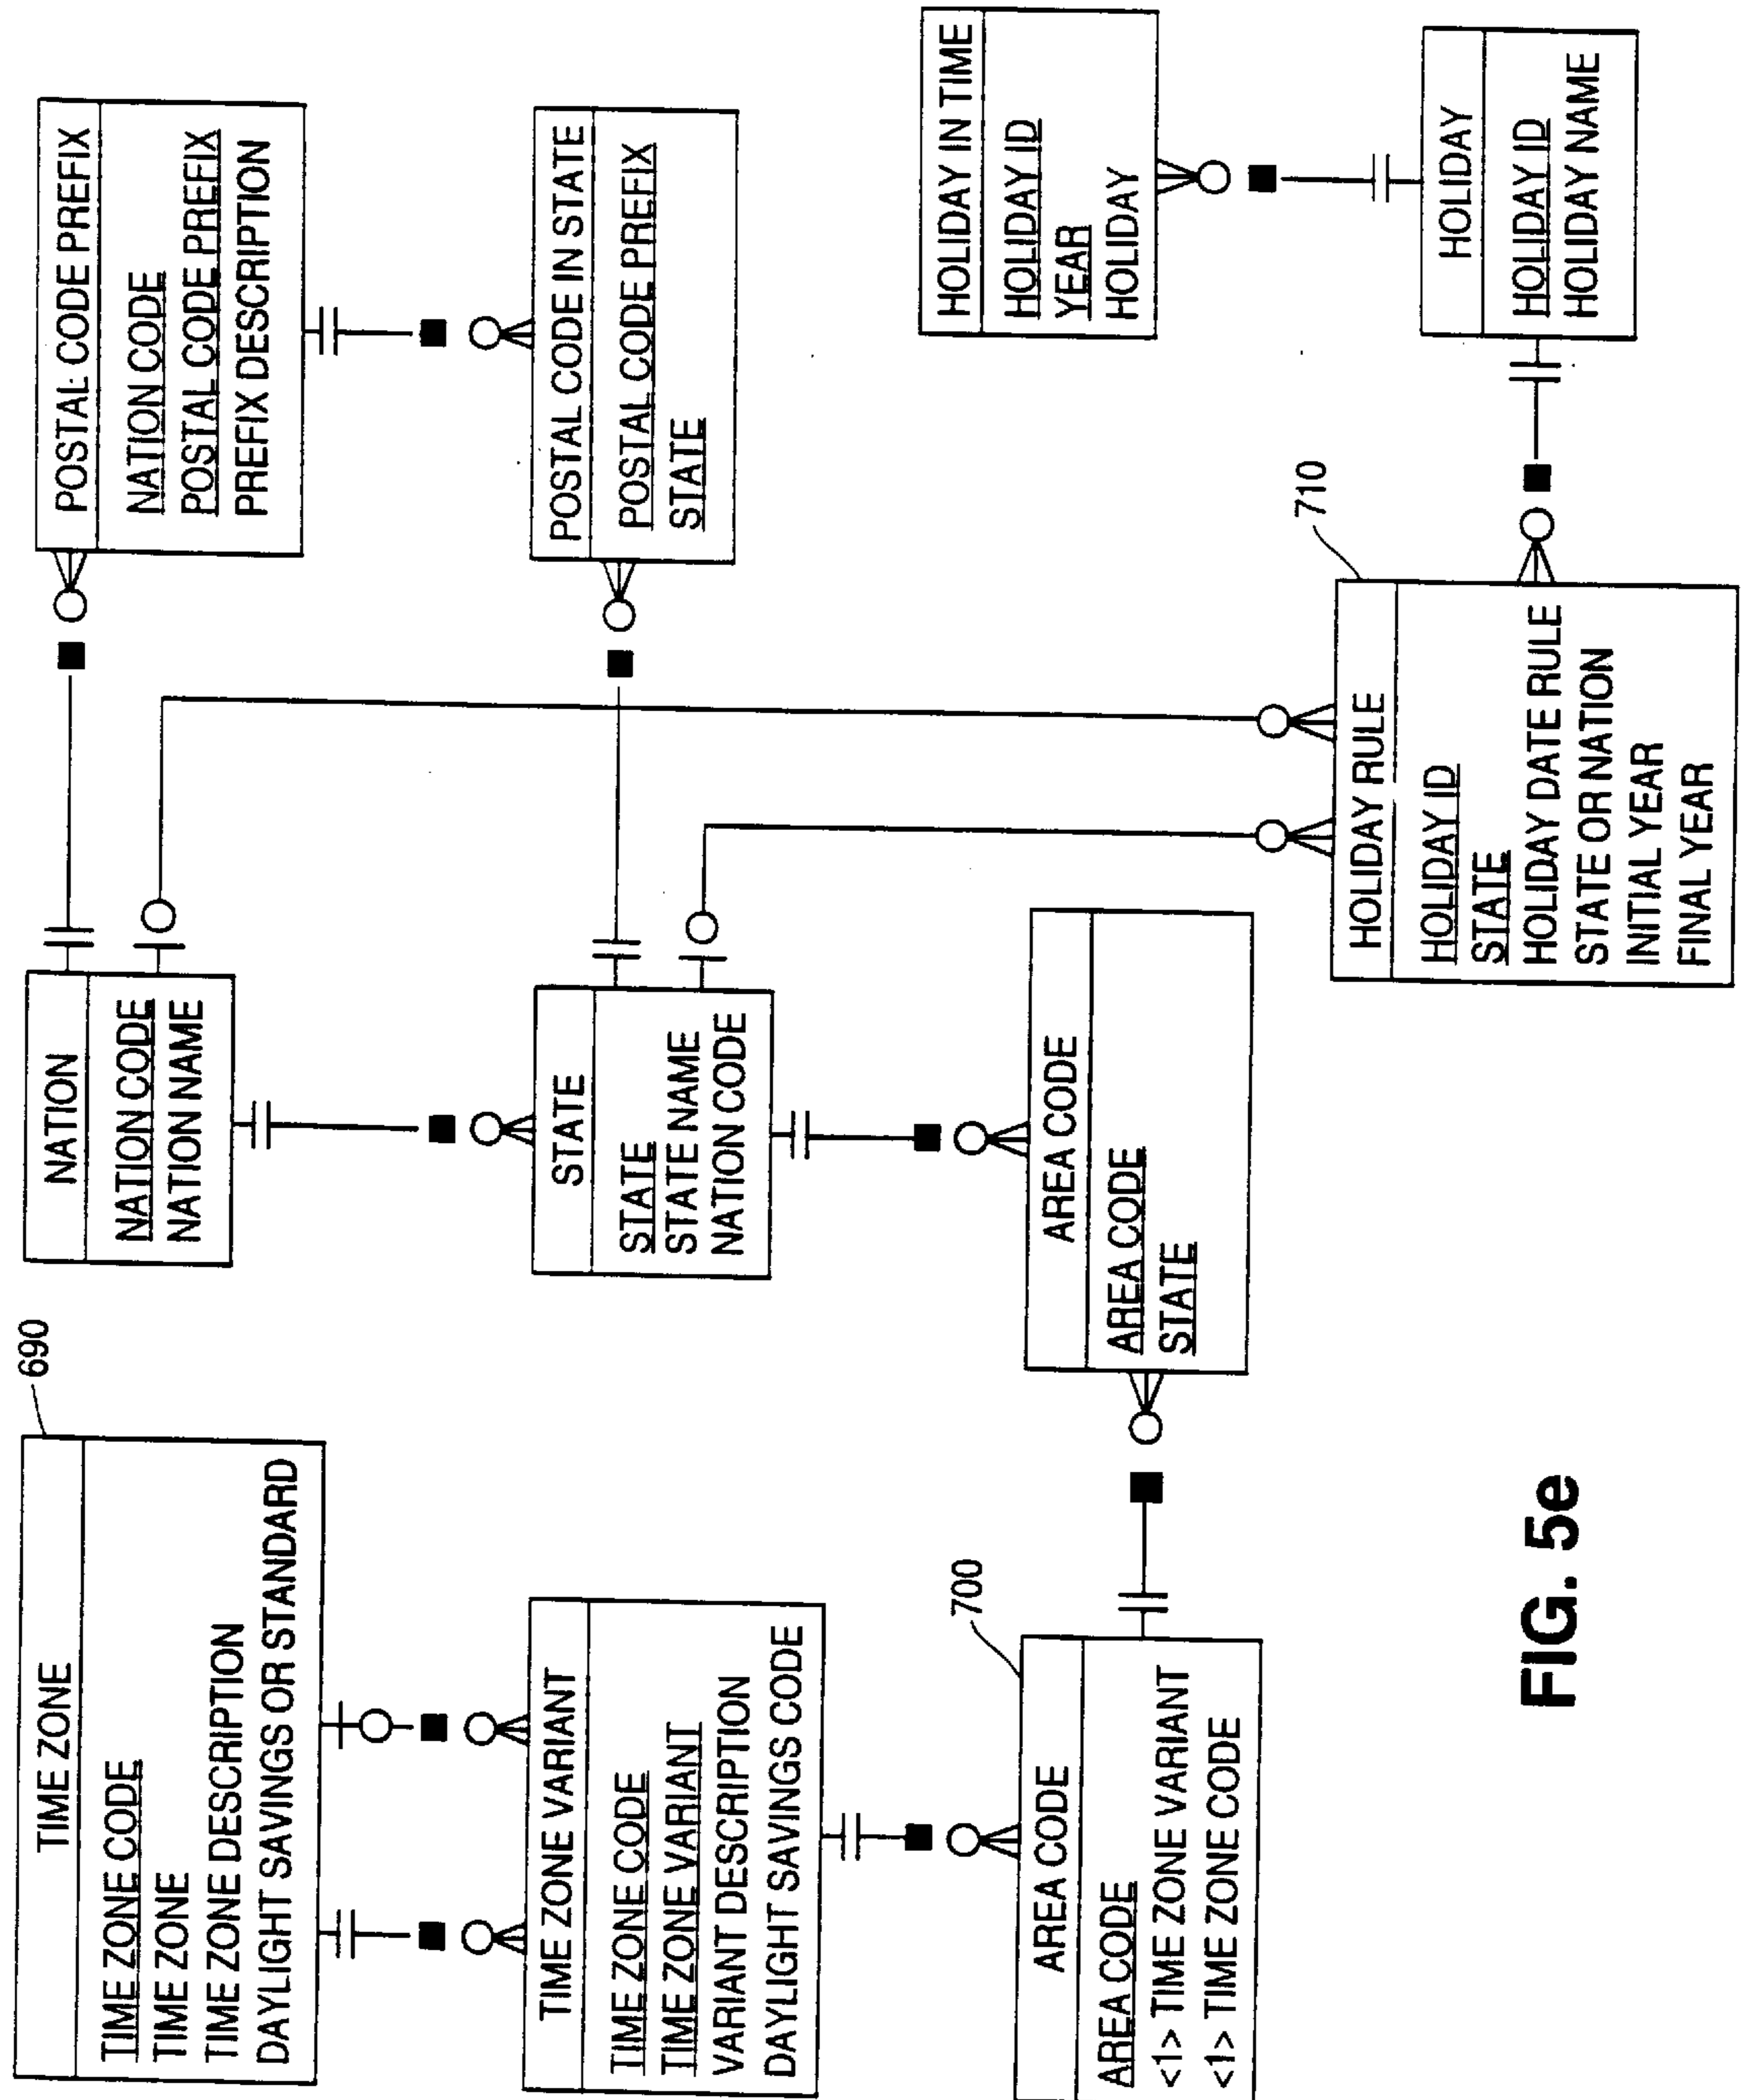 690
TIME ZONE
TIME ZONE CODE
TIME ZONE
TIME ZONE DESCRIPTION
DAYLIGHT SAVINGS OR STANDARD
NATION
NATION CODE
NATION NAME
POSTAL CODE PREFIX
NATION CODE
POSTAL CODE PREFIX
PREFIX DESCRIPTION
TIME ZONE VARIANT
TIME ZONE CODE
TIME ZONE VARIANT
VARIANT DESCRIPTION
DAYLIGHT SAVINGS CODE
STATE
STATE
STATE NAME
NATION CODE
POSTAL CODE IN STATE
POSTAL CODE PREFIX
STATE
700
AREA CODE
AREA CODE
<1> TIME ZONE VARIANT
<1> TIME ZONE CODE
AREA CODE
AREA CODE
STATE
HOLIDAY IN TIME
HOLIDAY ID
YEAR
HOLIDAY
710
HOLIDAY RULE
HOLIDAY ID
STATE
HOLIDAY DATE RULE
STATE OR NATION
INITIAL YEAR
FINAL YEAR
HOLIDAY
HOLIDAY ID
HOLIDAY NAME
FIG. 5e